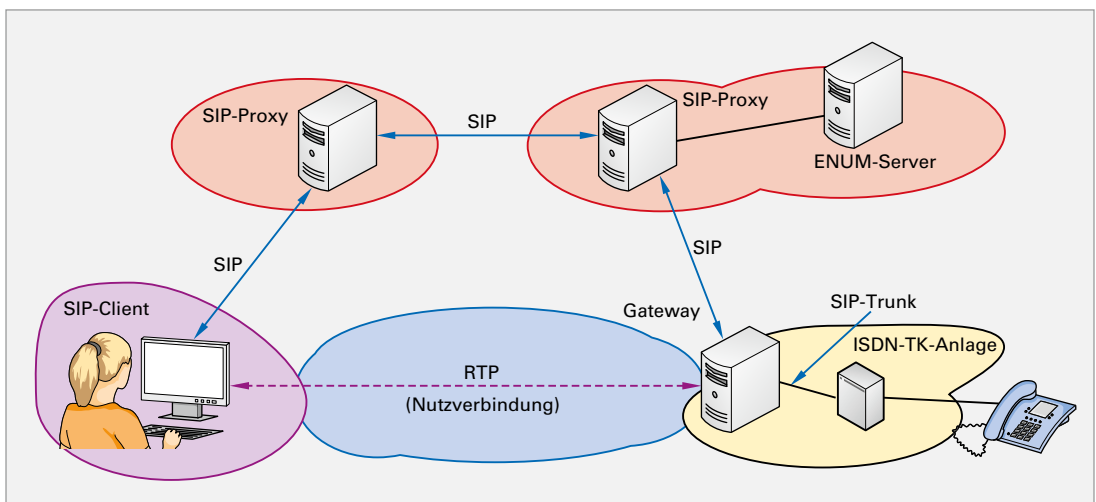 SIP-Proxy
SIP
SIP-Proxy
ENUM-Server
SIP
SIP
SIP-Client
Gateway
SIP-Trunk
ISDN-TK-Anlage
RTP
(Nutzverbindung)